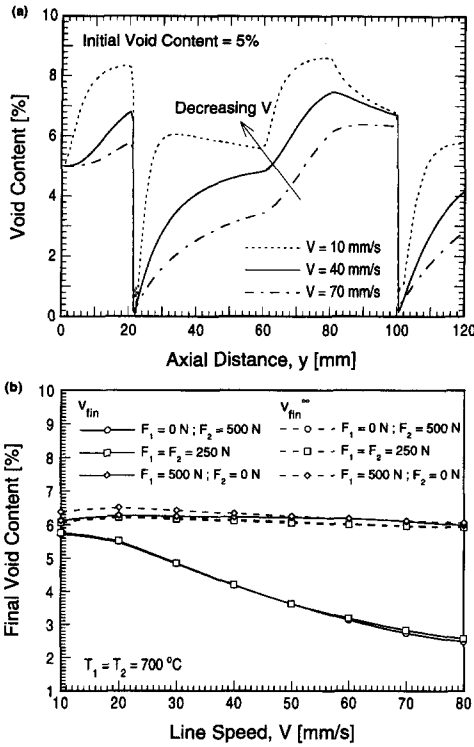 (a)
10
8
6
4
2
0
Void Content [%]
Initial Void Content = 5%
Decreasing V
V = 10 mm/s
V = 40 mm/s
V = 70 mm/s
0 20 40 60 80 100 120
Axial Distance, y [mm]
(b)
10
9
8
7
6
5
4
3
2
1
Final Void Content [%]
V_fin
F₁ = 0 N ; F₂ = 500 N
F₁ = F₂ = 250 N
F₁ = 500 N ; F₂ = 0 N
V_fin^∞
F₁ = 0 N ; F₂ = 500 N
F₁ = F₂ = 250 N
F₁ = 500 N ; F₂ = 0 N
T₁ = T₂ = 700 °C
10 20 30 40 50 60 70 80
Line Speed, V [mm/s]